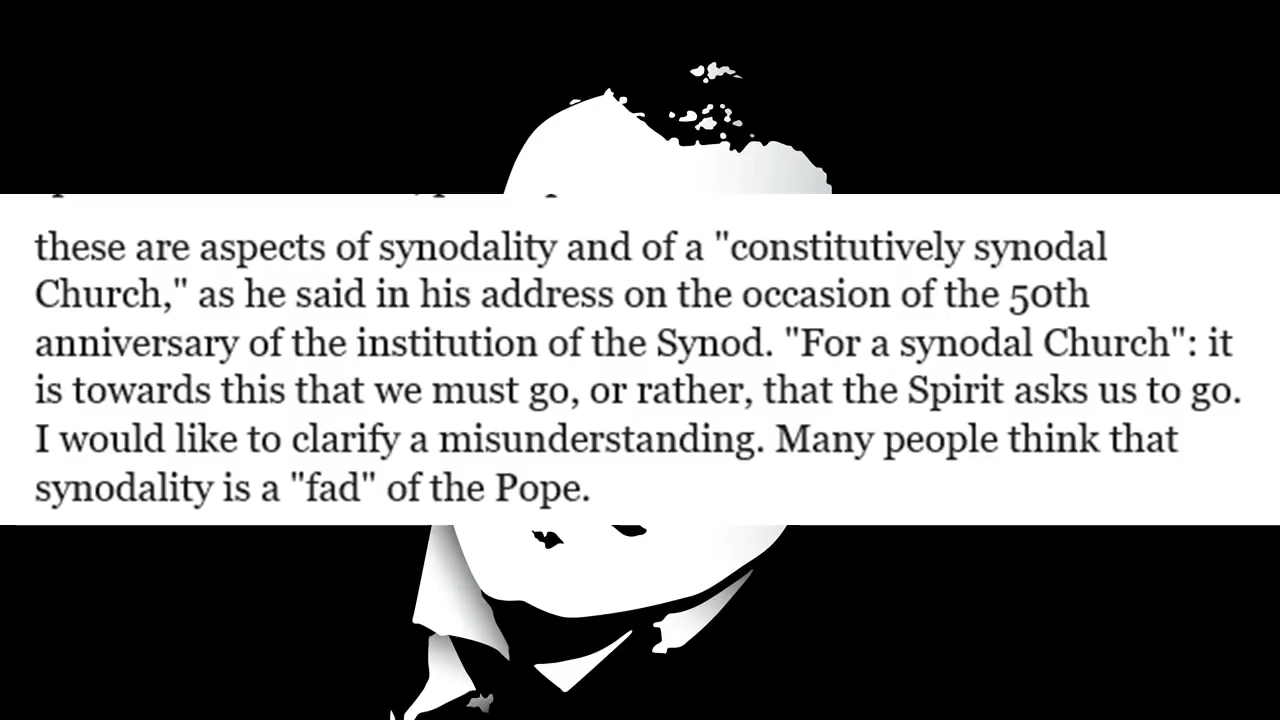 these are aspects of synodality and of a "constitutively synodal
Church," as he said in his address on the occasion of the 50th
anniversary of the institution of the Synod. "For a synodal Church": it
is towards this that we must go, or rather, that the Spirit asks us to go.
I would like to clarify a misunderstanding. Many people think that
synodality is a "fad" of the Pope.